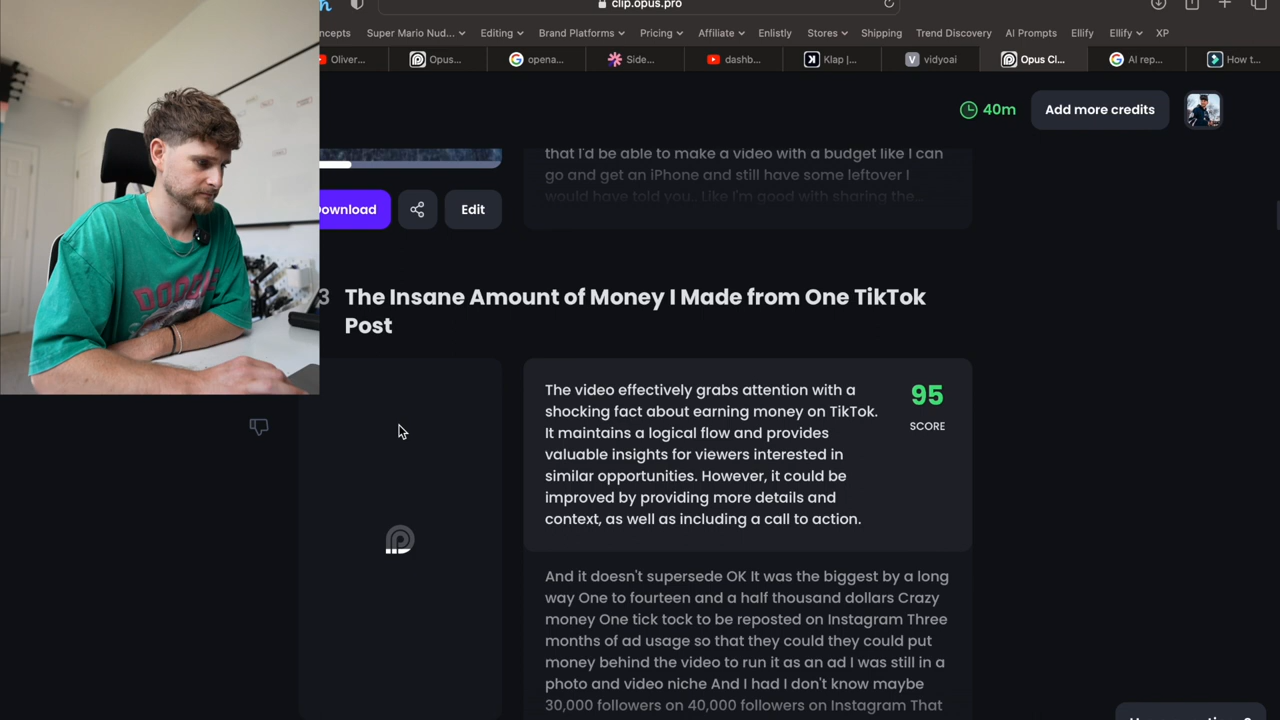 clip.opus.pro
ncepts Super Mario Nud... Editing Brand Platforms Pricing Affiliate Enlistly Stores Shipping Trend Discovery AI Prompts Ellify Ellify XP
Oliver... Opus... opena... Side... dashb... Klap |... vidyoai Opus Cl... AI rep... How t...
40m Add more credits
that I'd be able to make a video with a budget like I can
go and get an iPhone and still have some leftover I
would have told you.. Like I'm good with sharing the...
ownload Edit
3 The Insane Amount of Money I Made from One TikTok
Post
The video effectively grabs attention with a
shocking fact about earning money on TikTok.
It maintains a logical flow and provides
valuable insights for viewers interested in
similar opportunities. However, it could be
improved by providing more details and
context, as well as including a call to action.
95
SCORE
And it doesn't supersede OK It was the biggest by a long
way One to fourteen and a half thousand dollars Crazy
money One tick tock to be reposted on Instagram Three
months of ad usage so that they could they could put
money behind the video to run it as an ad I was still in a
photo and video niche And I had I don't know maybe
30,000 followers on 40,000 followers on Instagram That